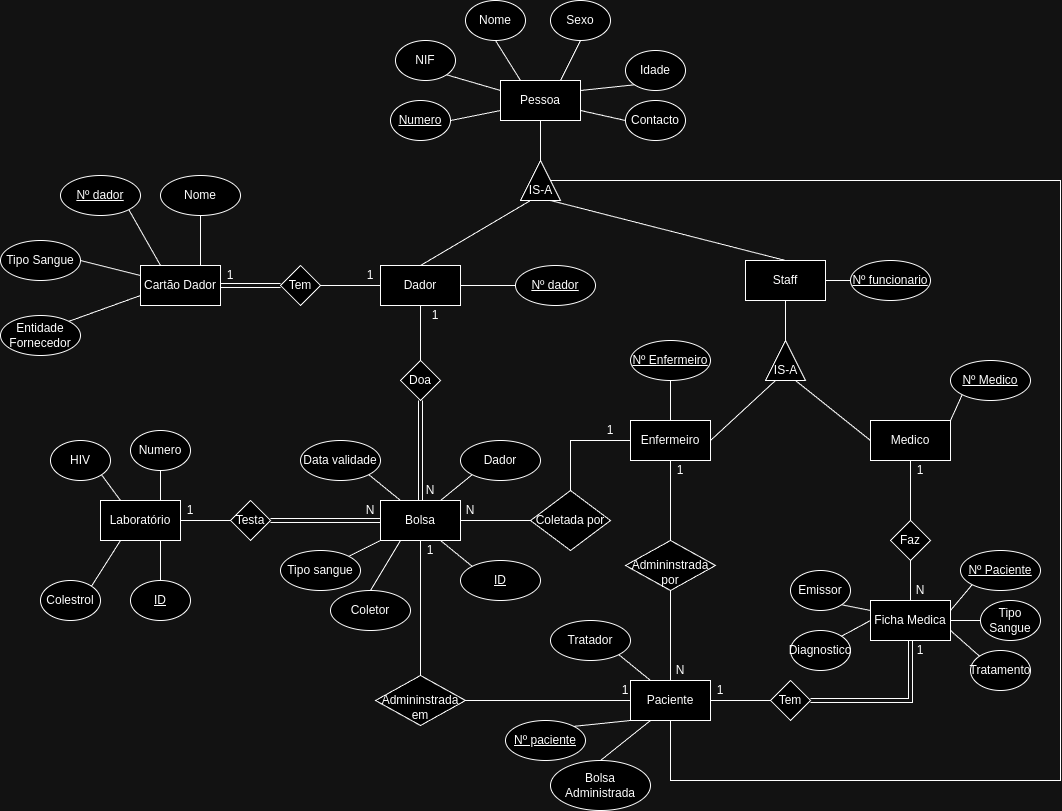 Nome
Sexo
NIF
Idade
Pessoa
Numero
Contacto
IS-A
Nº dador
Nome
Tipo Sangue
1
1
Cartão Dador
Tem
Dador
Nº dador
Staff
Nº funcionario
1
Entidade
Fornecedor
Nº Enfermeiro
IS-A
Doa
Nº Medico
1
Enfermeiro
Medico
HIV
Numero
Data validade
Dador
1
1
N
1
N
N
Laboratório
Testa
Bolsa
Coletada por
1
Faz
Admininstrada
por
Tipo sangue
ID
Nº Paciente
Emissor
N
Colestrol
ID
Coletor
Ficha Medica
Tipo
Sangue
Tratador
Diagnostico
1
N
Tratamento
1
1
Admininstrada
em
Paciente
Tem
Nº paciente
Bolsa
Administrada